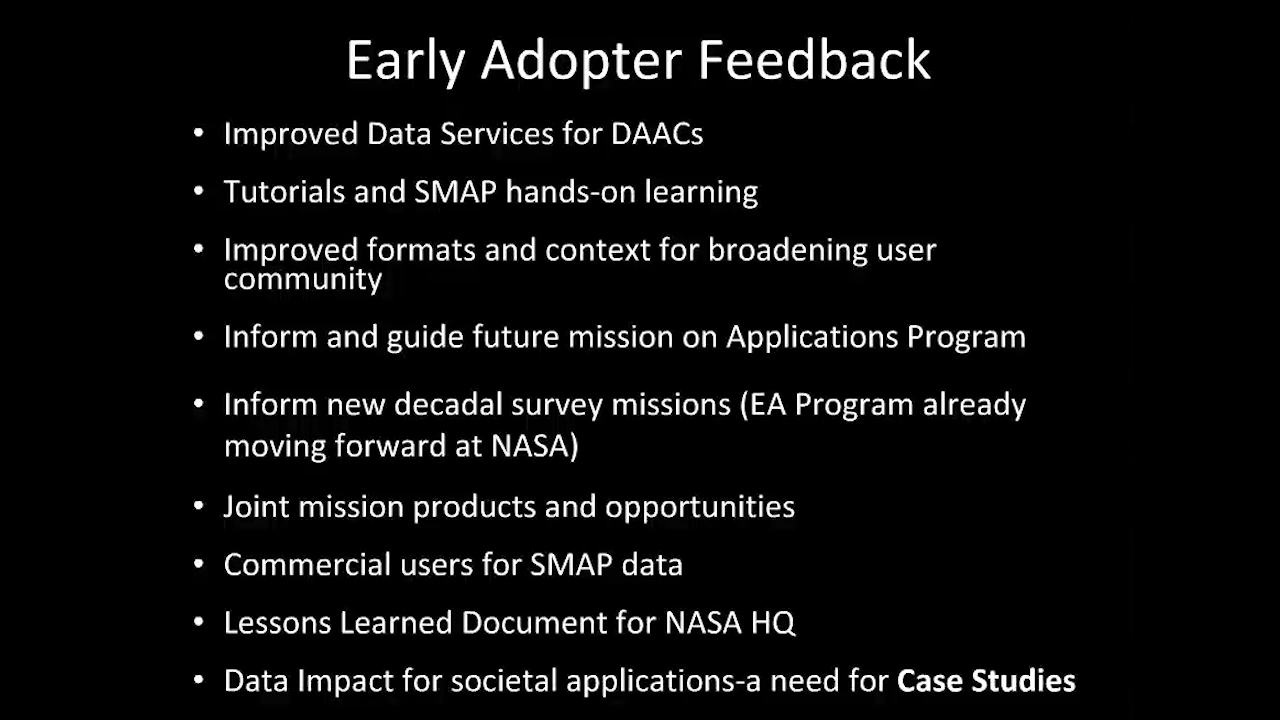 Early Adopter Feedback
• Improved Data Services for DAACs
• Tutorials and SMAP hands-on learning
• Improved formats and context for broadening user
community
• Inform and guide future mission on Applications Program
• Inform new decadal survey missions (EA Program already
moving forward at NASA)
• Joint mission products and opportunities
• Commercial users for SMAP data
• Lessons Learned Document for NASA HQ
• Data Impact for societal applications-a need for Case Studies